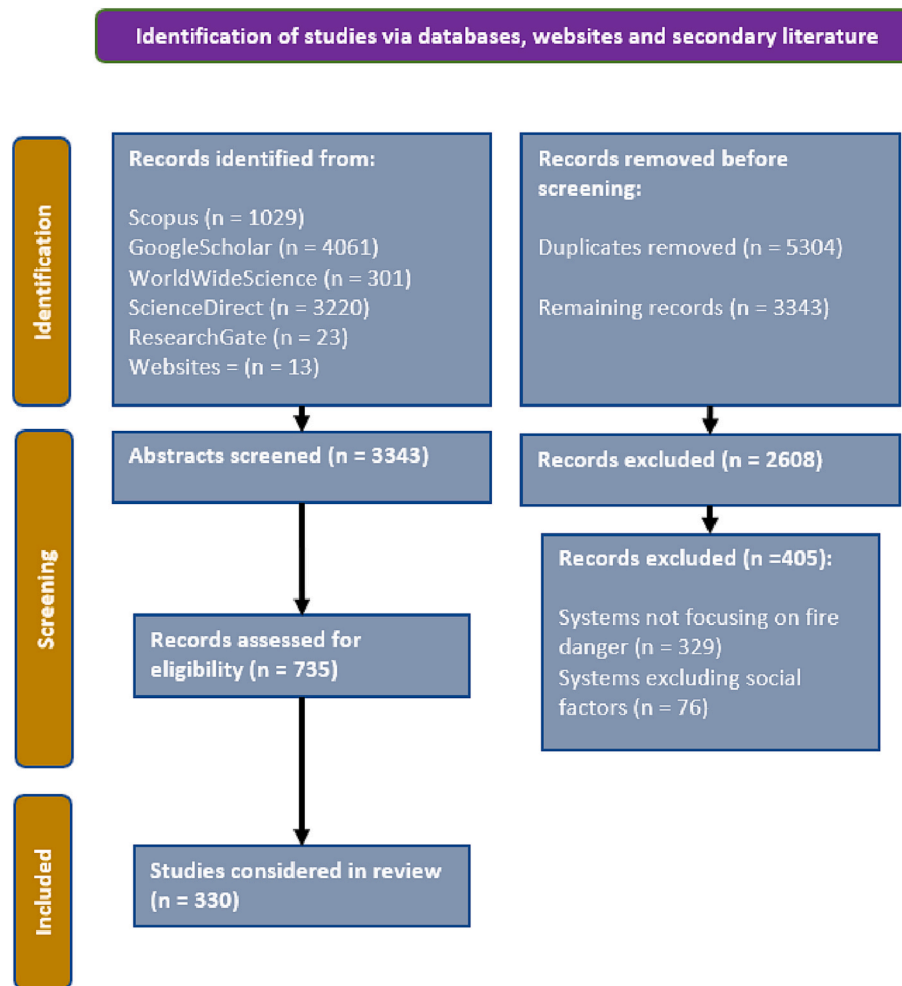 Identification of studies via databases, websites and secondary literature
Identification
Records identified from:
Scopus (n = 1029)
GoogleScholar (n = 4061)
WorldWideScience (n = 301)
ScienceDirect (n = 3220)
ResearchGate (n = 23)
Websites = (n = 13)
Records removed before
screening:
Duplicates removed (n = 5304)
Remaining records (n = 3343)
Screening
Abstracts screened (n = 3343)
Records excluded (n = 2608)
Records assessed for
eligibility (n = 735)
Records excluded (n =405):
Systems not focusing on fire
danger (n = 329)
Systems excluding social
factors (n = 76)
Included
Studies considered in review
(n = 330)